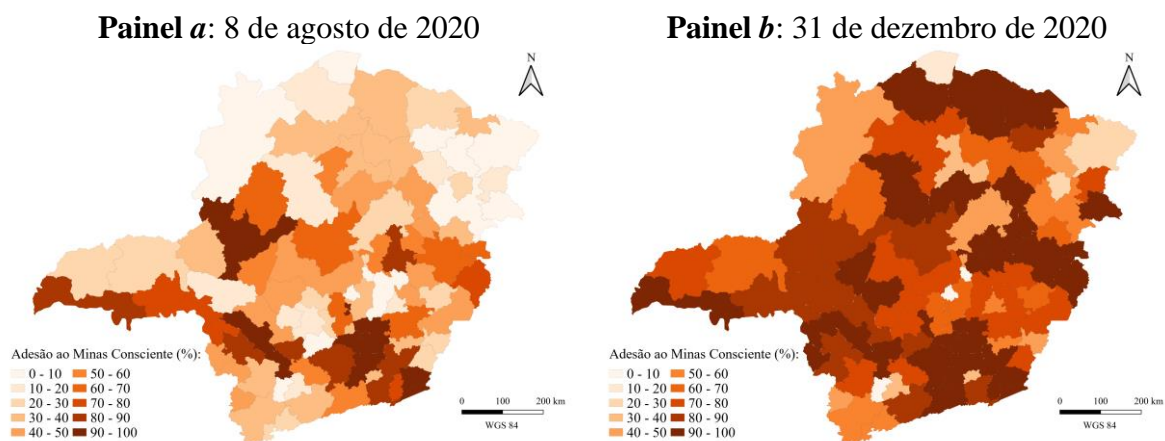 Painel a: 8 de agosto de 2020
N
Adesão ao Minas Consciente (%):
0 - 10 50 - 60
10 - 20 60 - 70
20 - 30 70 - 80
30 - 40 80 - 90
40 - 50 90 - 100
0 100 200 km
WGS 84
Painel b: 31 de dezembro de 2020
N
Adesão ao Minas Consciente (%):
0 - 10 50 - 60
10 - 20 60 - 70
20 - 30 70 - 80
30 - 40 80 - 90
40 - 50 90 - 100
0 100 200 km
WGS 84